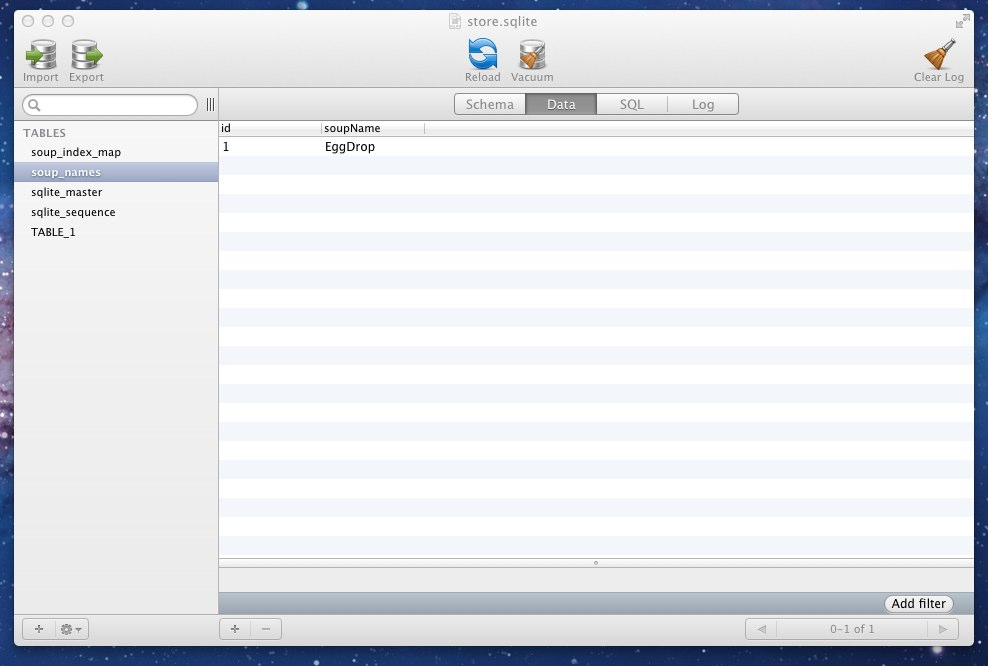 store.sqlite
Import Export Reload Vacuum Clear Log
Schema Data SQL Log
TABLES
id soupName
1 EggDrop
soup_index_map
soup_names
sqlite_master
sqlite_sequence
TABLE_1
Add filter
0-1 of 1